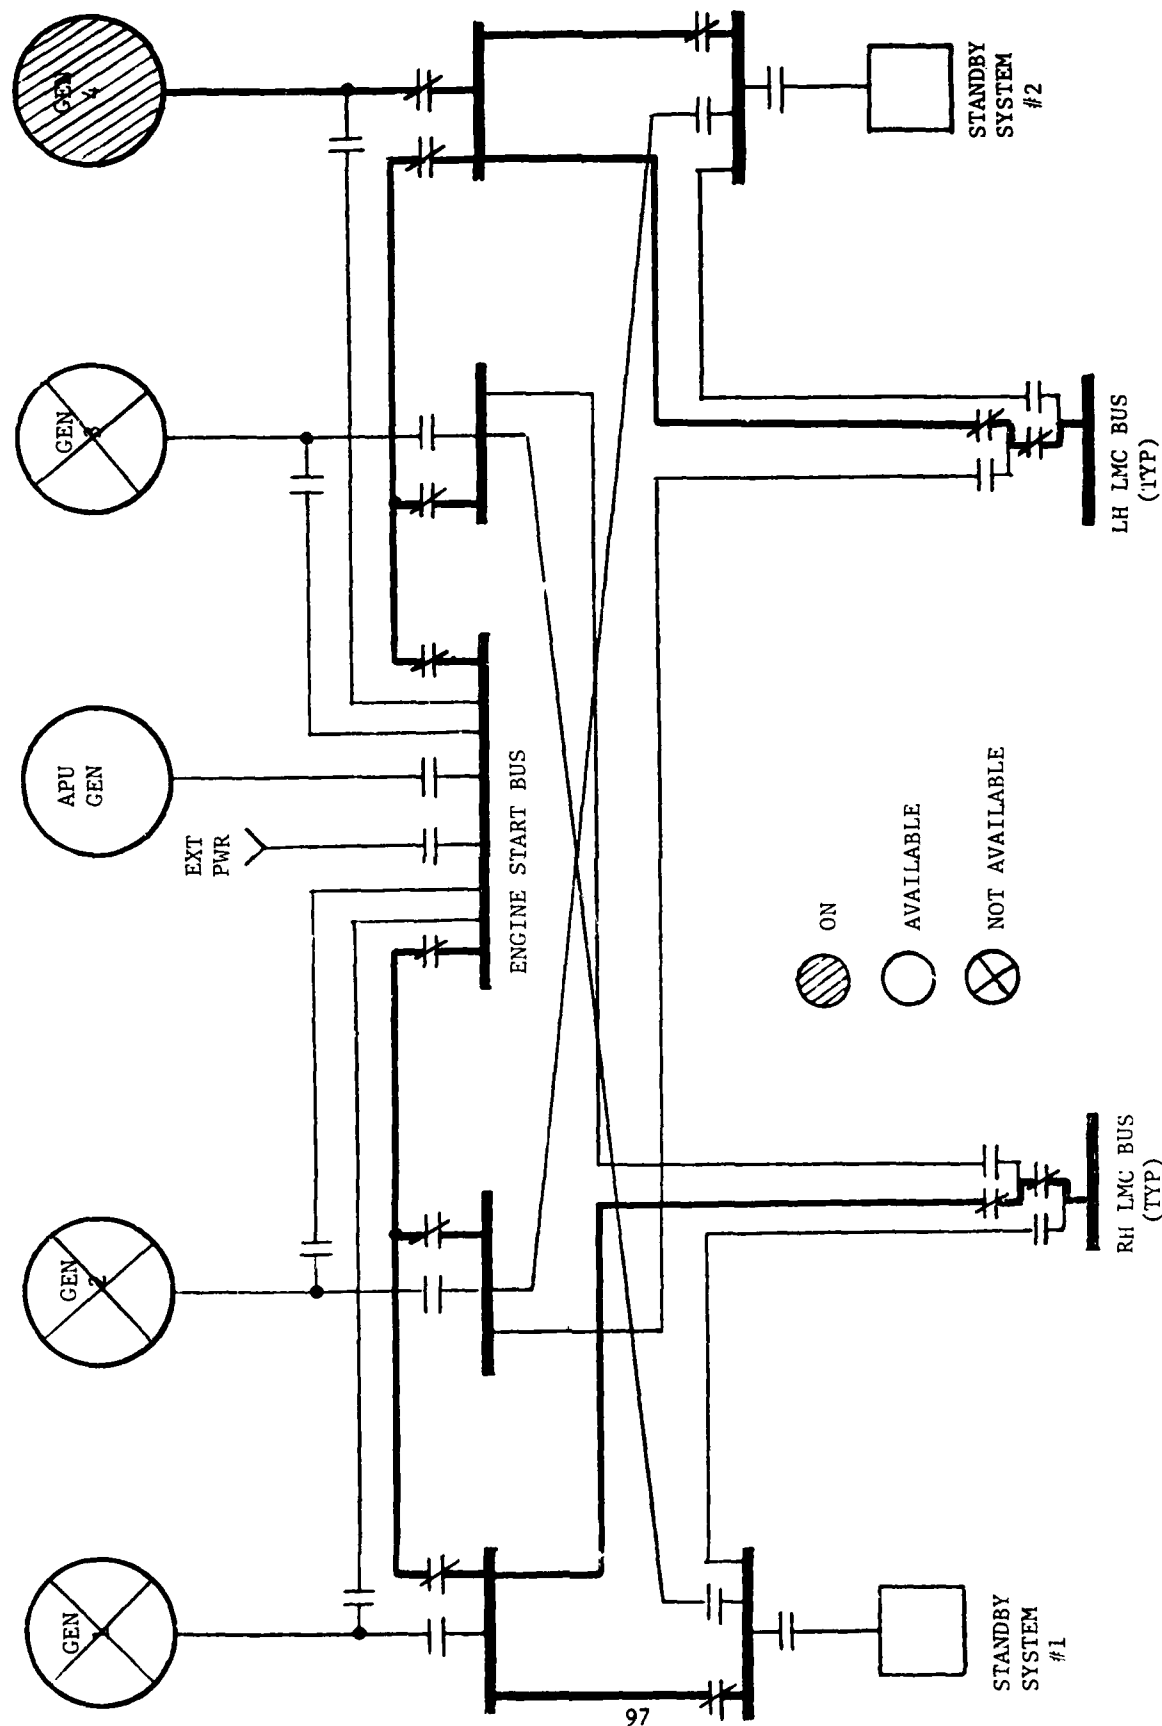 GEN
1
GEN
2
EXT
PWR
APU
GEN
GEN
3
GEN
4
ENGINE START BUS
ON
AVAILABLE
NOT AVAILABLE
STANDBY
SYSTEM
#1
RH LMC BUS
(TYP)
LH LMC BUS
(TYP)
STANDBY
SYSTEM
#2
97